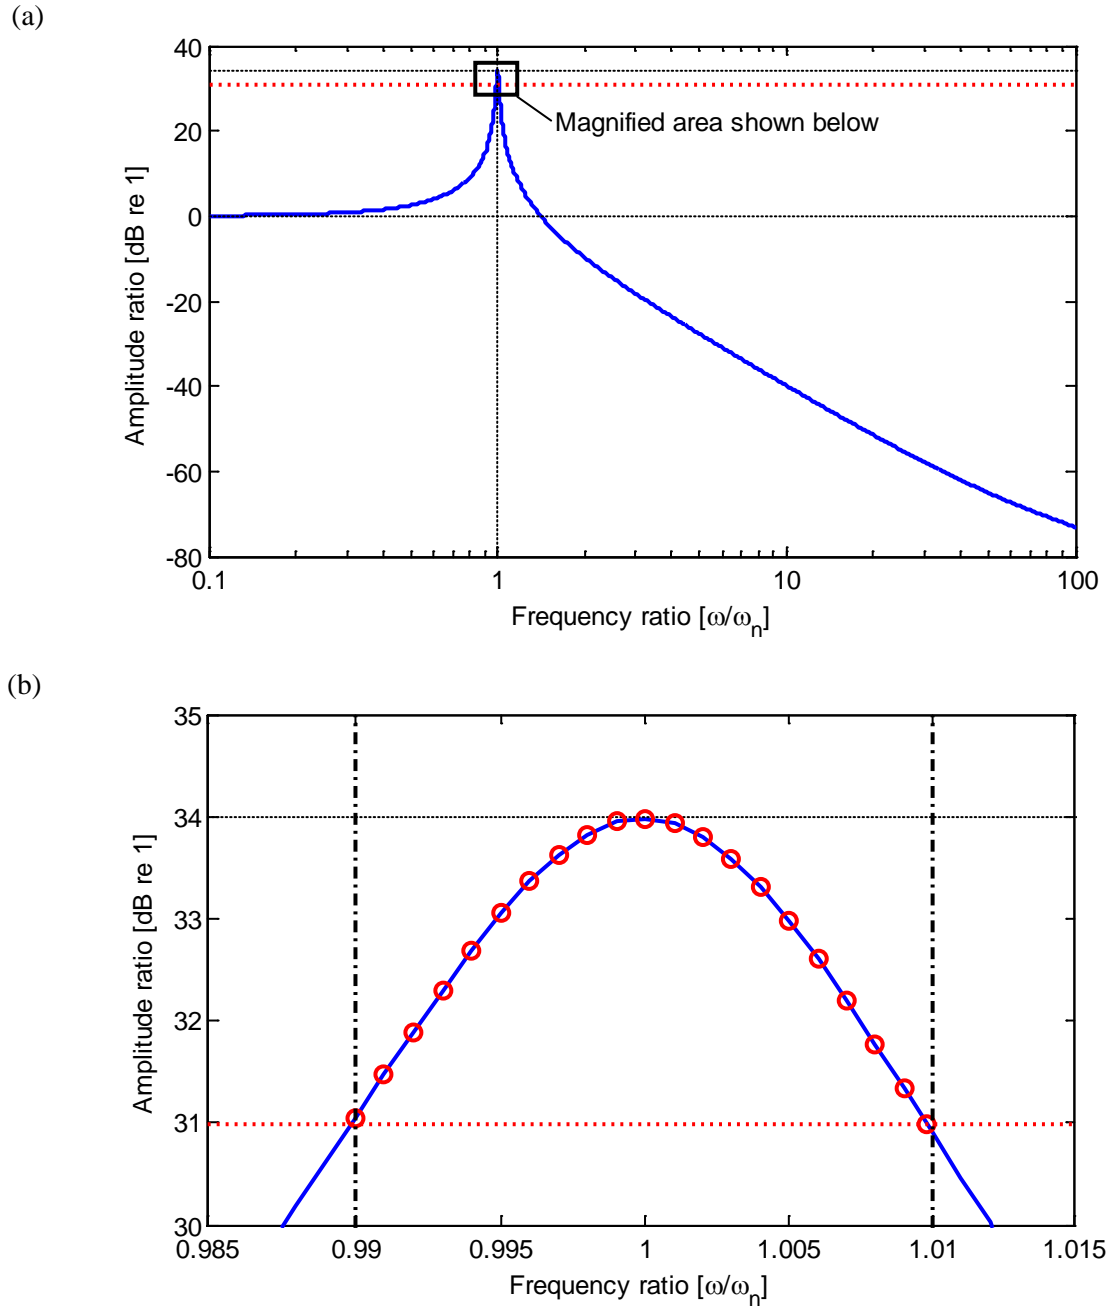 (a)
40
20
0
-20
-40
-60
-80
Amplitude ratio [dB re 1]
Magnified area shown below
0.1 1 10 100
Frequency ratio [ω/ωn]
(b)
35
34
33
32
31
30
Amplitude ratio [dB re 1]
0.985 0.99 0.995 1 1.005 1.01 1.015
Frequency ratio [ω/ωn]